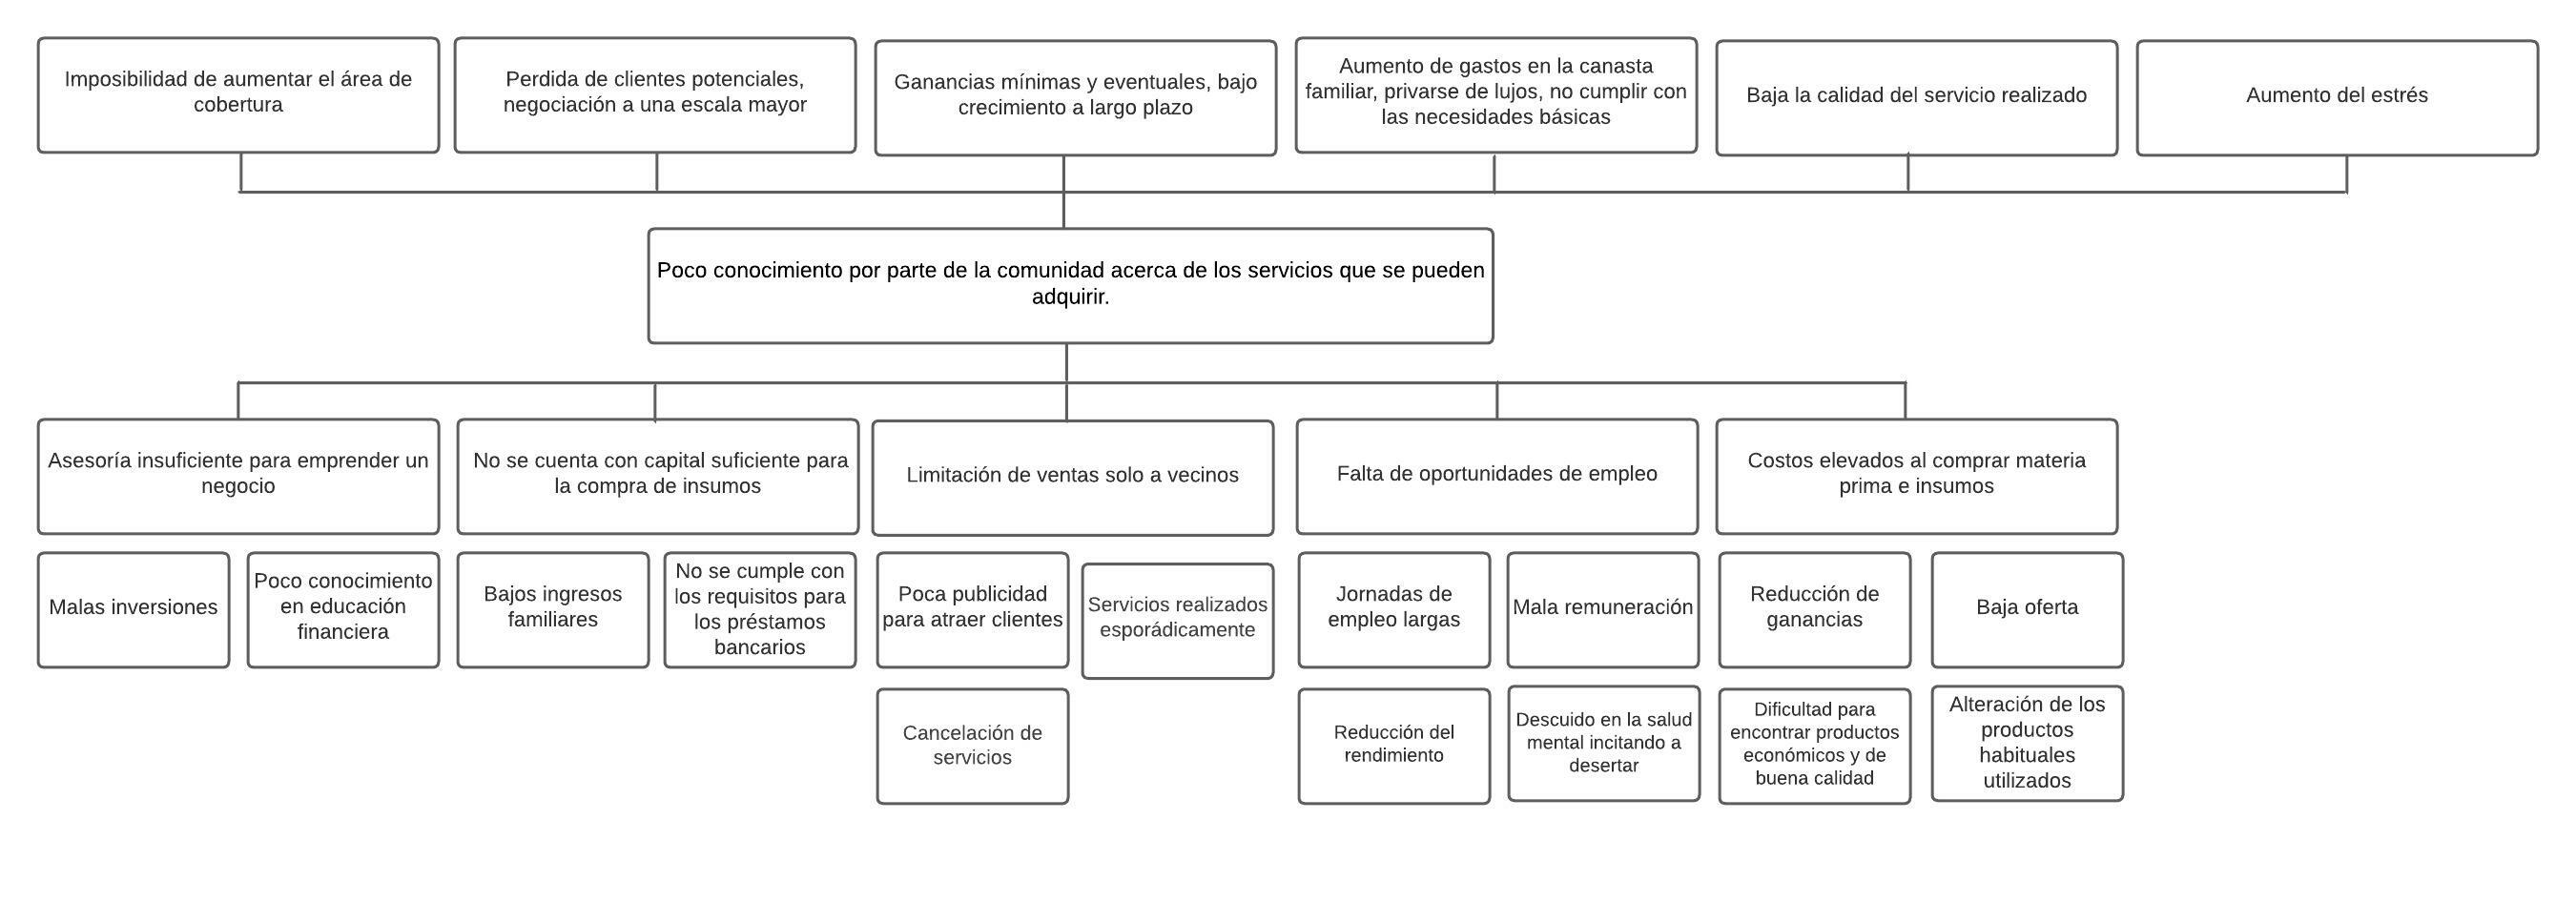 Imposibilidad de aumentar el área de
cobertura
Perdida de clientes potenciales,
negociación a una escala mayor
Ganancias mínimas y eventuales, bajo
crecimiento a largo plazo
Aumento de gastos en la canasta
familiar, privarse de lujos, no cumplir con
las necesidades básicas
Baja la calidad del servicio realizado
Aumento del estrés
Poco conocimiento por parte de la comunidad acerca de los servicios que se pueden
adquirir.
Asesoría insuficiente para emprender un
negocio
No se cuenta con capital suficiente para
la compra de insumos
Limitación de ventas solo a vecinos
Falta de oportunidades de empleo
Costos elevados al comprar materia
prima e insumos
Malas inversiones
Poco conocimiento
en educación
financiera
Bajos ingresos
familiares
No se cumple con
los requisitos para
los préstamos
bancarios
Poca publicidad
para atraer clientes
Servicios realizados
esporádicamente
Jornadas de
empleo largas
Mala remuneración
Reducción de
ganancias
Baja oferta
Cancelación de
servicios
Reducción del
rendimiento
Descuido en la salud
mental incitando a
desertar
Dificultad para
encontrar productos
económicos y de
buena calidad
Alteración de los
productos
habituales
utilizados